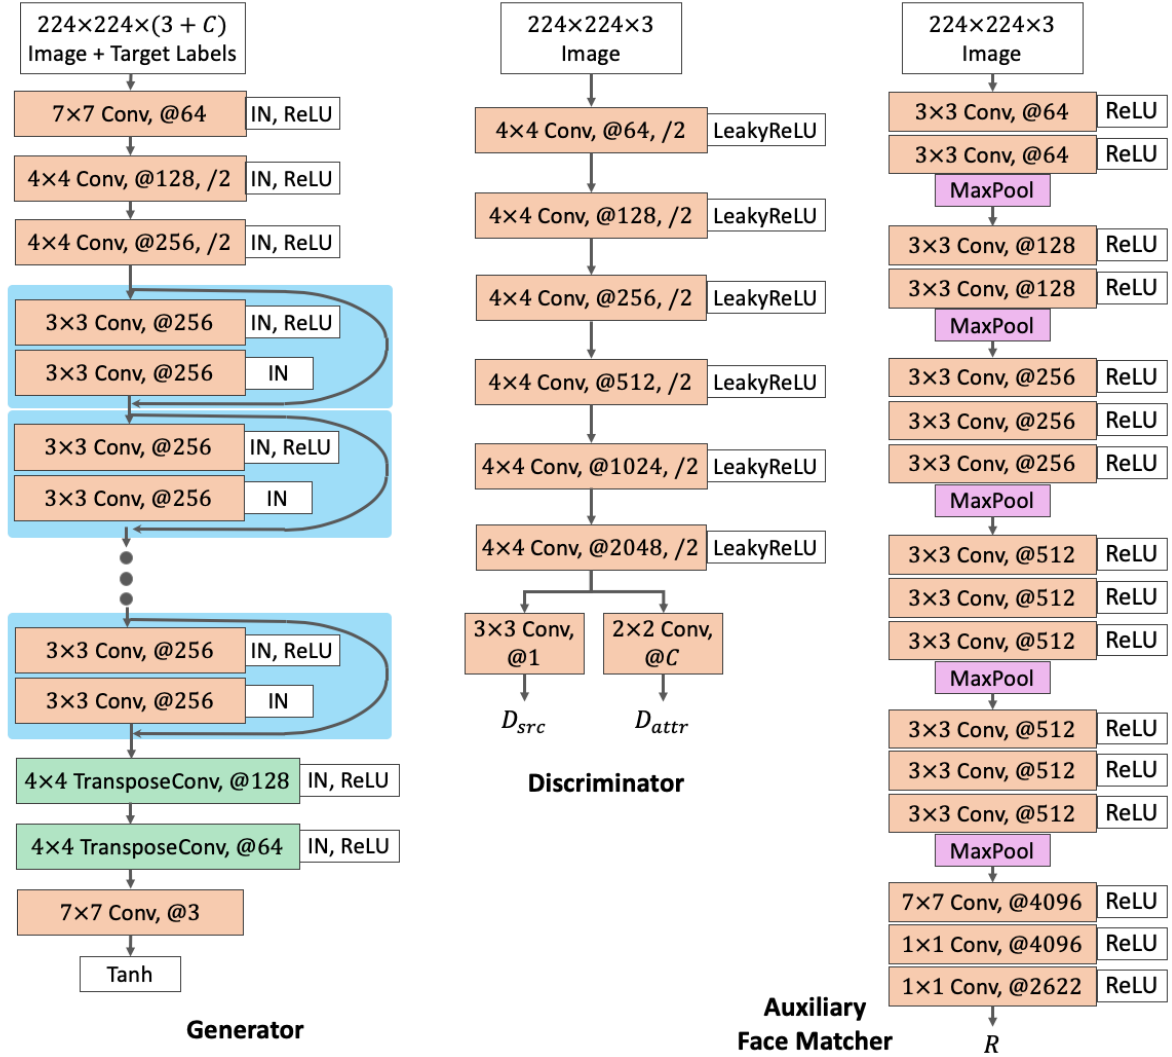 224×224×(3 + C)
Image + Target Labels
7×7 Conv, @64
IN, ReLU
4×4 Conv, @128, /2
IN, ReLU
4×4 Conv, @256, /2
IN, ReLU
3×3 Conv, @256
IN, ReLU
3×3 Conv, @256
IN
3×3 Conv, @256
IN, ReLU
3×3 Conv, @256
IN
3×3 Conv, @256
IN, ReLU
3×3 Conv, @256
IN
4×4 TransposeConv, @128
IN, ReLU
4×4 TransposeConv, @64
IN, ReLU
7×7 Conv, @3
Tanh
Generator
224×224×3
Image
4×4 Conv, @64, /2
LeakyReLU
4×4 Conv, @128, /2
LeakyReLU
4×4 Conv, @256, /2
LeakyReLU
4×4 Conv, @512, /2
LeakyReLU
4×4 Conv, @1024, /2
LeakyReLU
4×4 Conv, @2048, /2
LeakyReLU
3×3 Conv,
@1
2×2 Conv,
@C
D_src
D_attr
Discriminator
224×224×3
Image
3×3 Conv, @64
ReLU
3×3 Conv, @64
ReLU
MaxPool
3×3 Conv, @128
ReLU
3×3 Conv, @128
ReLU
MaxPool
3×3 Conv, @256
ReLU
3×3 Conv, @256
ReLU
3×3 Conv, @256
ReLU
MaxPool
3×3 Conv, @512
ReLU
3×3 Conv, @512
ReLU
3×3 Conv, @512
ReLU
MaxPool
3×3 Conv, @512
ReLU
3×3 Conv, @512
ReLU
3×3 Conv, @512
ReLU
MaxPool
7×7 Conv, @4096
ReLU
1×1 Conv, @4096
ReLU
1×1 Conv, @2622
ReLU
R
Auxiliary
Face Matcher